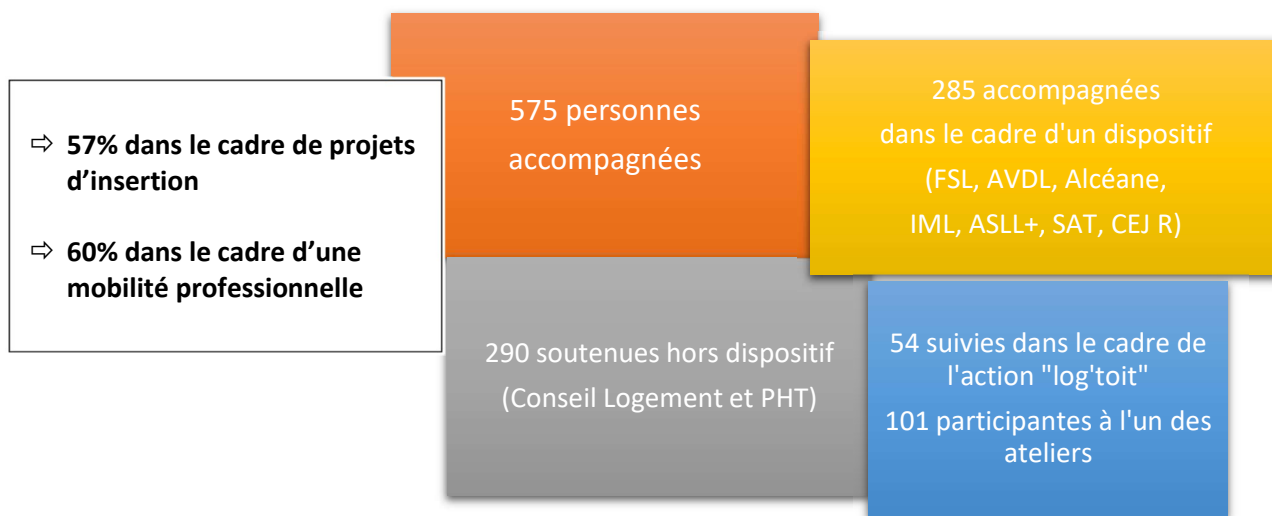 ⇨ 57% dans le cadre de projets
d’insertion
⇨ 60% dans le cadre d’une
mobilité professionnelle
575 personnes
accompagnées
285 accompagnées
dans le cadre d'un dispositif
(FSL, AVDL, Alcéane,
IML, ASLL+, SAT, CEJ R)
290 soutenues hors dispositif
(Conseil Logement et PHT)
54 suivies dans le cadre de
l'action "log'toit"
101 participantes à l'un des
ateliers